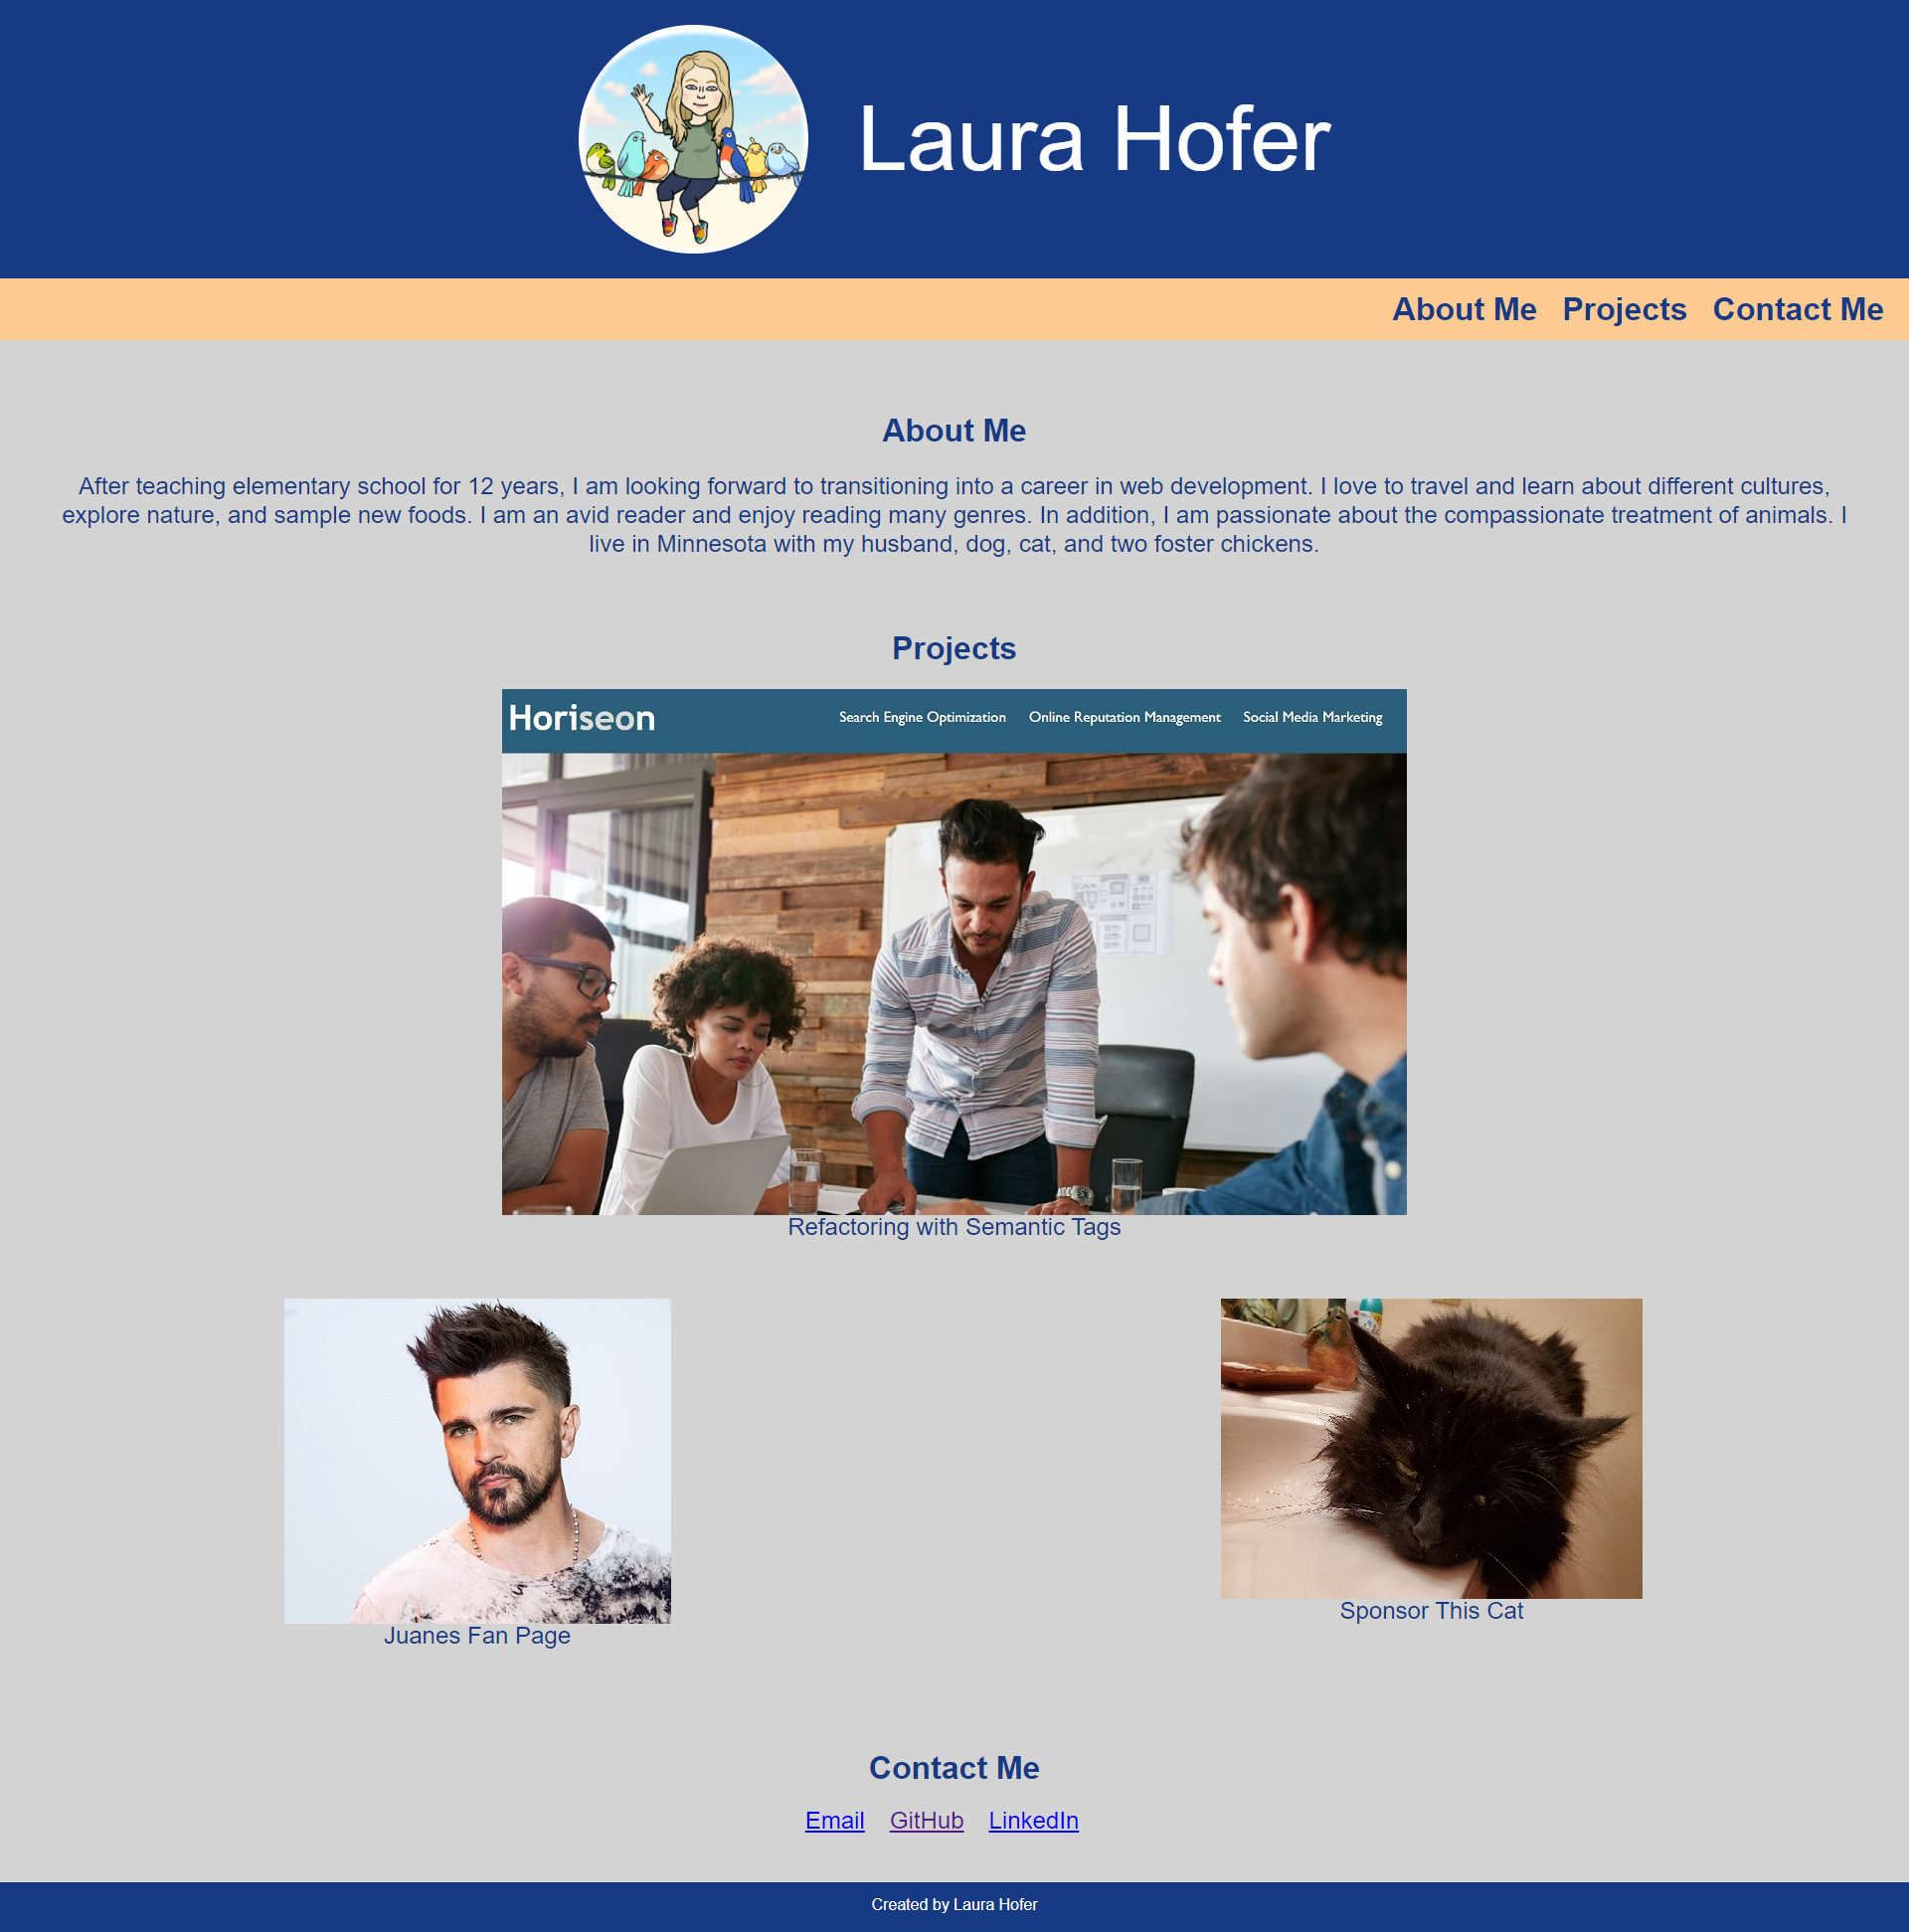 Laura Hofer
About Me Projects Contact Me
About Me
After teaching elementary school for 12 years, I am looking forward to transitioning into a career in web development. I love to travel and learn about different cultures,
explore nature, and sample new foods. I am an avid reader and enjoy reading many genres. In addition, I am passionate about the compassionate treatment of animals. I
live in Minnesota with my husband, dog, cat, and two foster chickens.
Projects
Horiseon Search Engine Optimization Online Reputation Management Social Media Marketing
Refactoring with Semantic Tags
Juanes Fan Page
Sponsor This Cat
Contact Me
Email GitHub LinkedIn
Created by Laura Hofer